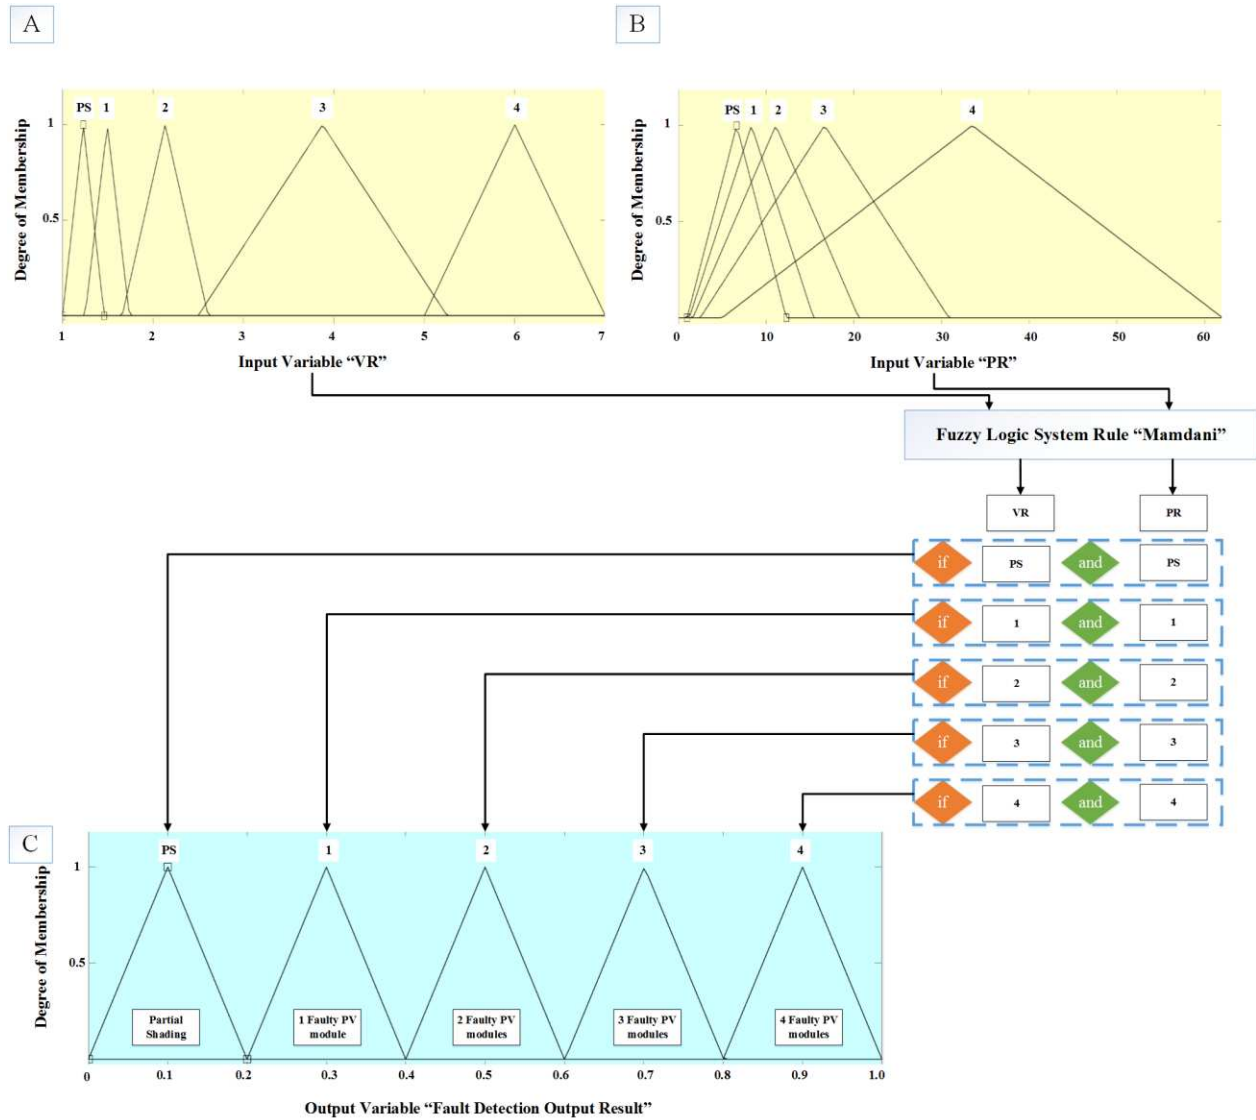 A
B
PS 1 2 3 4
1
0.5
Degree of Membership
1 2 3 4 5 6 7
Input Variable “VR”
PS 1 2 3 4
1
0.5
Degree of Membership
0 10 20 30 40 50 60
Input Variable “PR”
Fuzzy Logic System Rule “Mamdani”
VR PR
if PS and PS
if 1 and 1
if 2 and 2
if 3 and 3
if 4 and 4
C
PS 1 2 3 4
1
0.5
Degree of Membership
Partial
Shading
1 Faulty PV
module
2 Faulty PV
modules
3 Faulty PV
modules
4 Faulty PV
modules
0 0.1 0.2 0.3 0.4 0.5 0.6 0.7 0.8 0.9 1.0
Output Variable “Fault Detection Output Result”